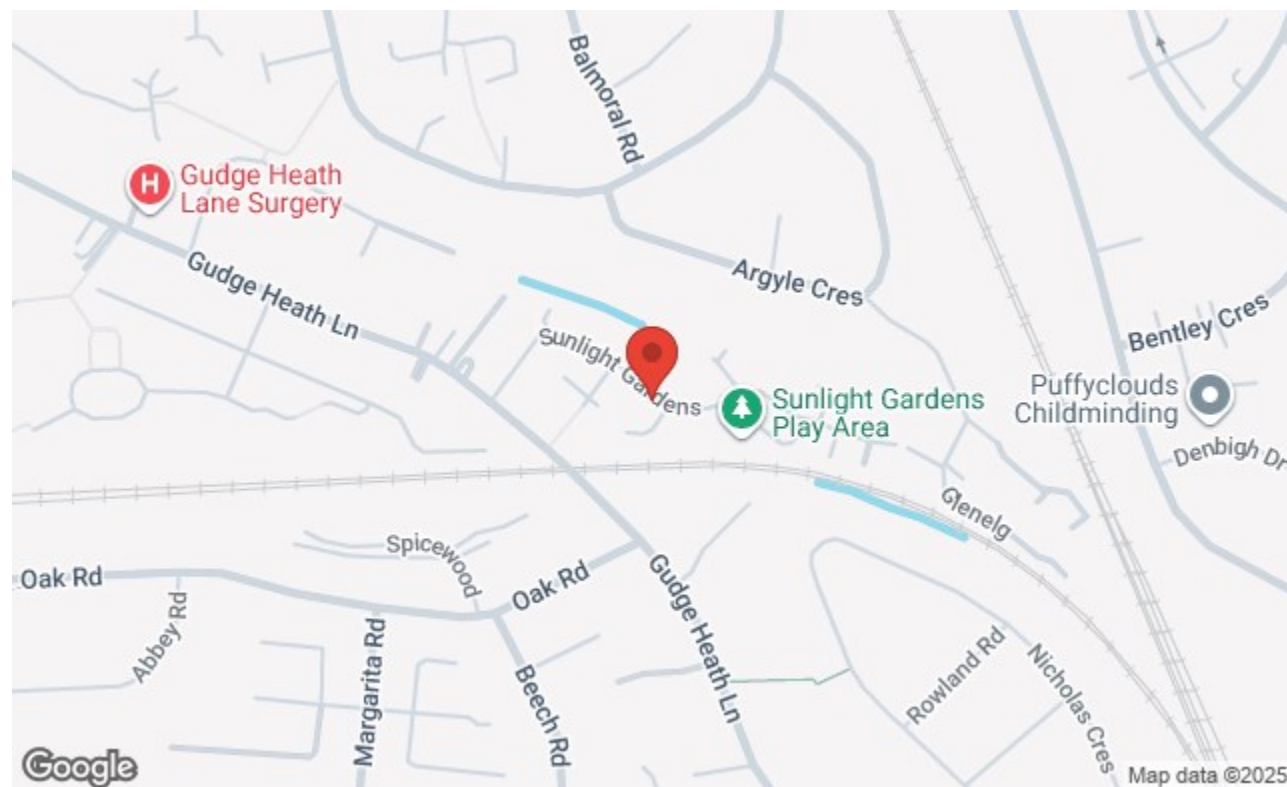 Balmoral Rd
H
Gudge Heath
Lane Surgery
Gudge Heath Ln
Argyle Cres
Bentley Cres
Sunlight Gardens
Sunlight Gardens
Play Area
Puffyclouds
Childminding
Denbigh Dr
Glenelg
Spicewood
Oak Rd
Oak Rd
Abbey Rd
Margarita Rd
Beech Rd
Gudge Heath Ln
Rowland Rd
Nicholas Cres
Google
Map data ©2025